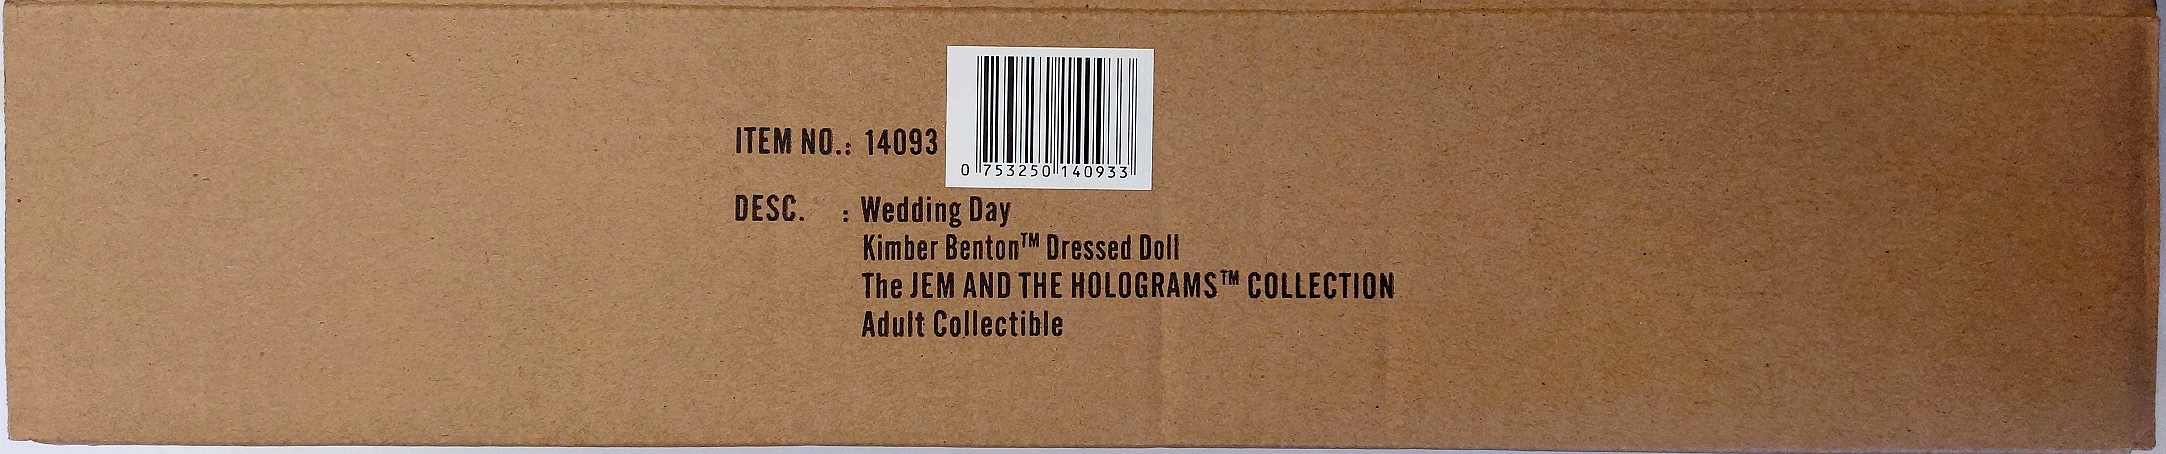 ITEM NO.: 14093
0 753250 140933
DESC. : Wedding Day
Kimber Benton™ Dressed Doll
The JEM AND THE HOLOGRAMS™ COLLECTION
Adult Collectible